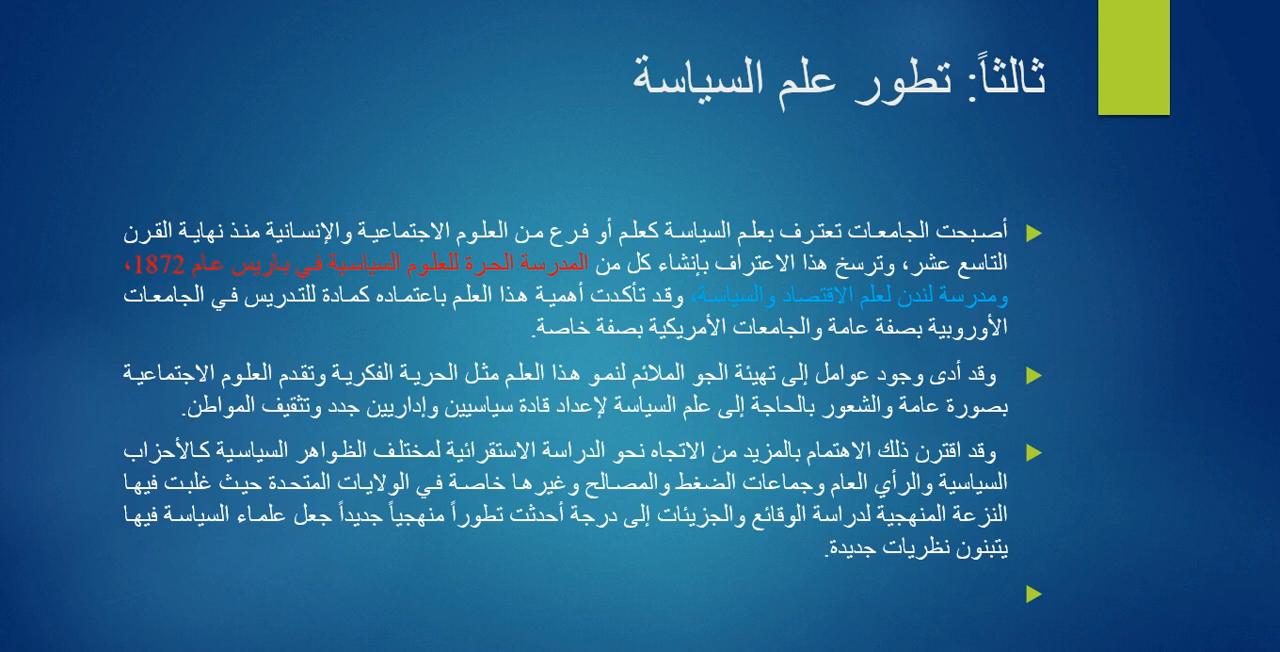 ثالثاً: تطور علم السياسة
أصبحت الجامعات تعترف بعلم السياسة كعلم أو فرع من العلوم الاجتماعية والإنسانية منذ نهاية القرن
التاسع عشر، وترسخ هذا الاعتراف بإنشاء كل من المدرسة الحرة للعلوم السياسية في باريس عام 1872،
ومدرسة لندن لعلم الاقتصاد والسياسة، وقد تأكدت أهمية هذا العلم باعتماده كمادة للتدريس في الجامعات
الأوروبية بصفة عامة والجامعات الأمريكية بصفة خاصة.
وقد أدى وجود عوامل إلى تهيئة الجو الملائم لنمو هذا العلم مثل الحرية الفكرية وتقدم العلوم الاجتماعية
بصورة عامة والشعور بالحاجة إلى علم السياسة لإعداد قادة سياسيين وإداريين جدد وتثقيف المواطن.
وقد اقترن ذلك الاهتمام بالمزيد من الاتجاه نحو الدراسة الاستقرائية لمختلف الظواهر السياسية كالأحزاب
السياسية والرأي العام وجماعات الضغط والمصالح وغيرها خاصة في الولايات المتحدة حيث غلبت فيها
النزعة المنهجية لدراسة الوقائع والجزيئات إلى درجة أحدثت تطوراً منهجياً جديداً جعل علماء السياسة فيها
يتبنون نظريات جديدة.